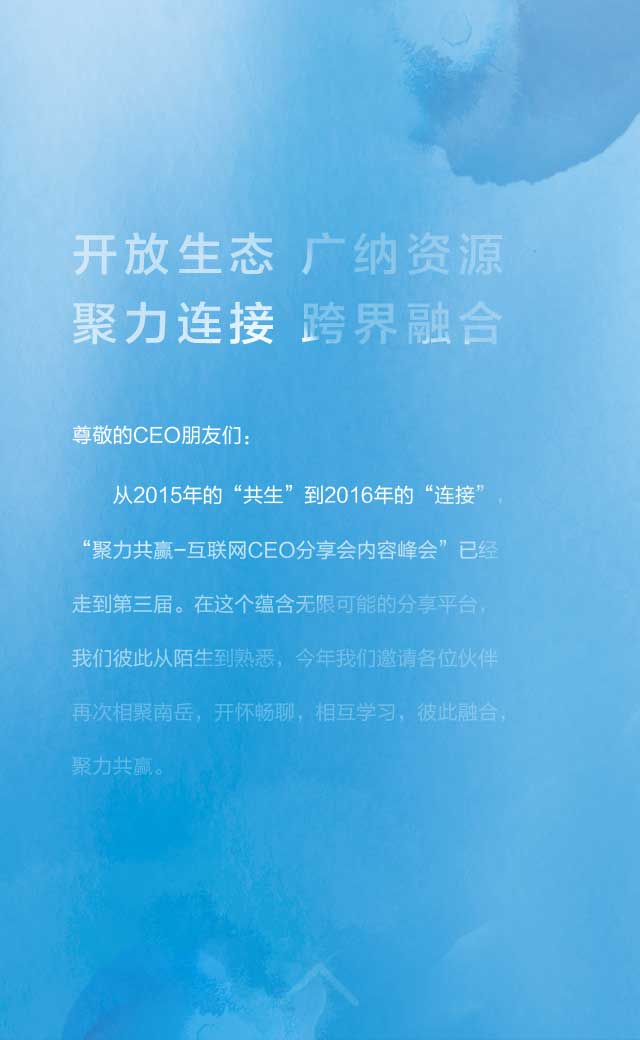 开放生态 广纳资源
聚力连接 跨界融合
尊敬的CEO朋友们：
从2015年的“共生”到2016年的“连接”，
“聚力共赢-互联网CEO分享会内容峰会”已经
走到第三届。在这个蕴含无限可能的分享平台，
我们彼此从陌生到熟悉，今年我们邀请各位伙伴
再次相聚南岳，开怀畅聊，相互学习，彼此融合，
聚力共赢。